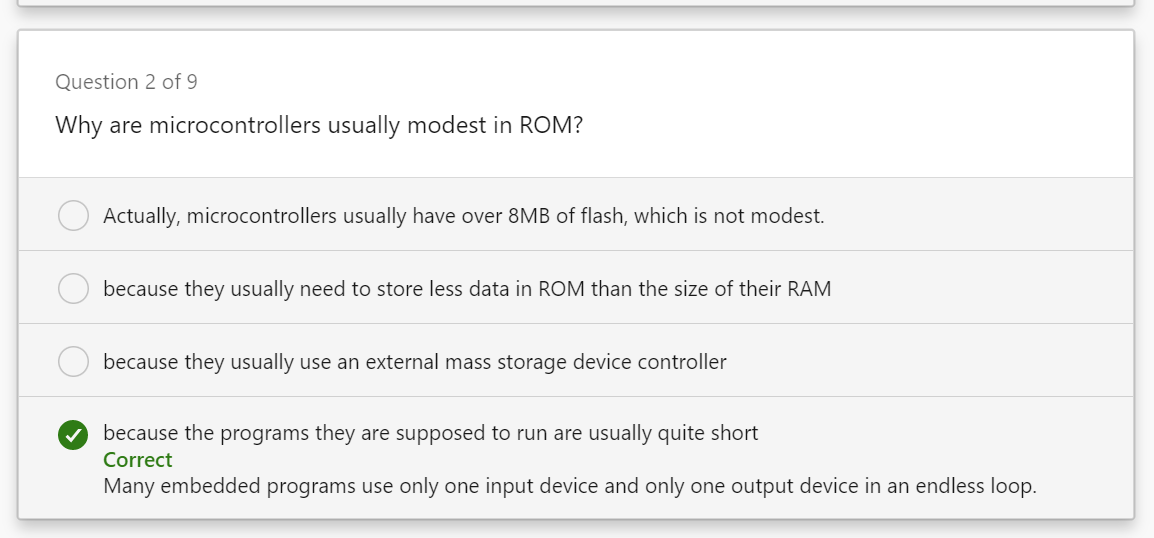 Question 2 of 9
Why are microcontrollers usually modest in ROM?
Actually, microcontrollers usually have over 8MB of flash, which is not modest.
because they usually need to store less data in ROM than the size of their RAM
because they usually use an external mass storage device controller
because the programs they are supposed to run are usually quite short
Correct
Many embedded programs use only one input device and only one output device in an endless loop.